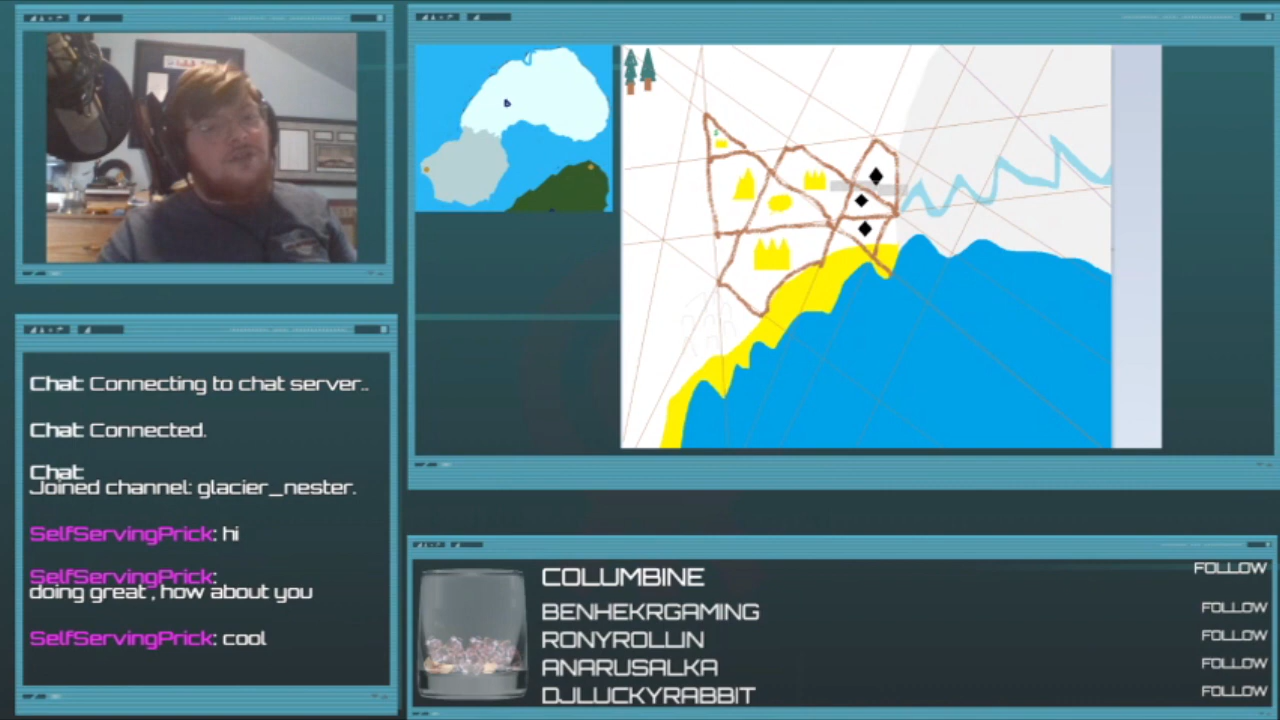 Chat: Connecting to chat server..
Chat: Connected.
Chat:
Joined channel: glacier_nester.
SelfServingPrick: hi
SelfServingPrick:
doing great , how about you
SelfServingPrick: cool
COLUMBINE FOLLOW
BENHEKRGAMING FOLLOW
RONYROLLIN FOLLOW
ANARUSALKA FOLLOW
DJLUCKYRABBIT FOLLOW